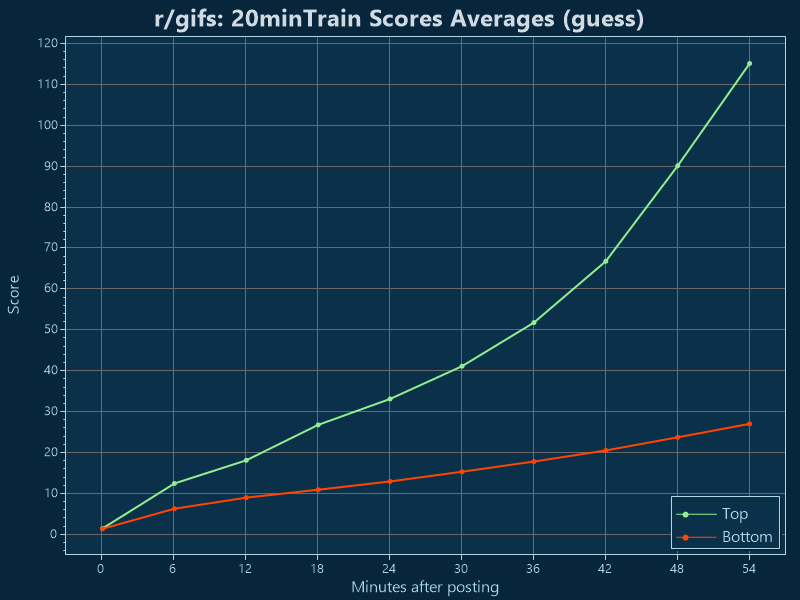 r/gifs: 20minTrain Scores Averages (guess)
120
110
100
90
80
70
60
50
40
30
20
10
0
Score
0 6 12 18 24 30 36 42 48 54
Minutes after posting
Top
Bottom